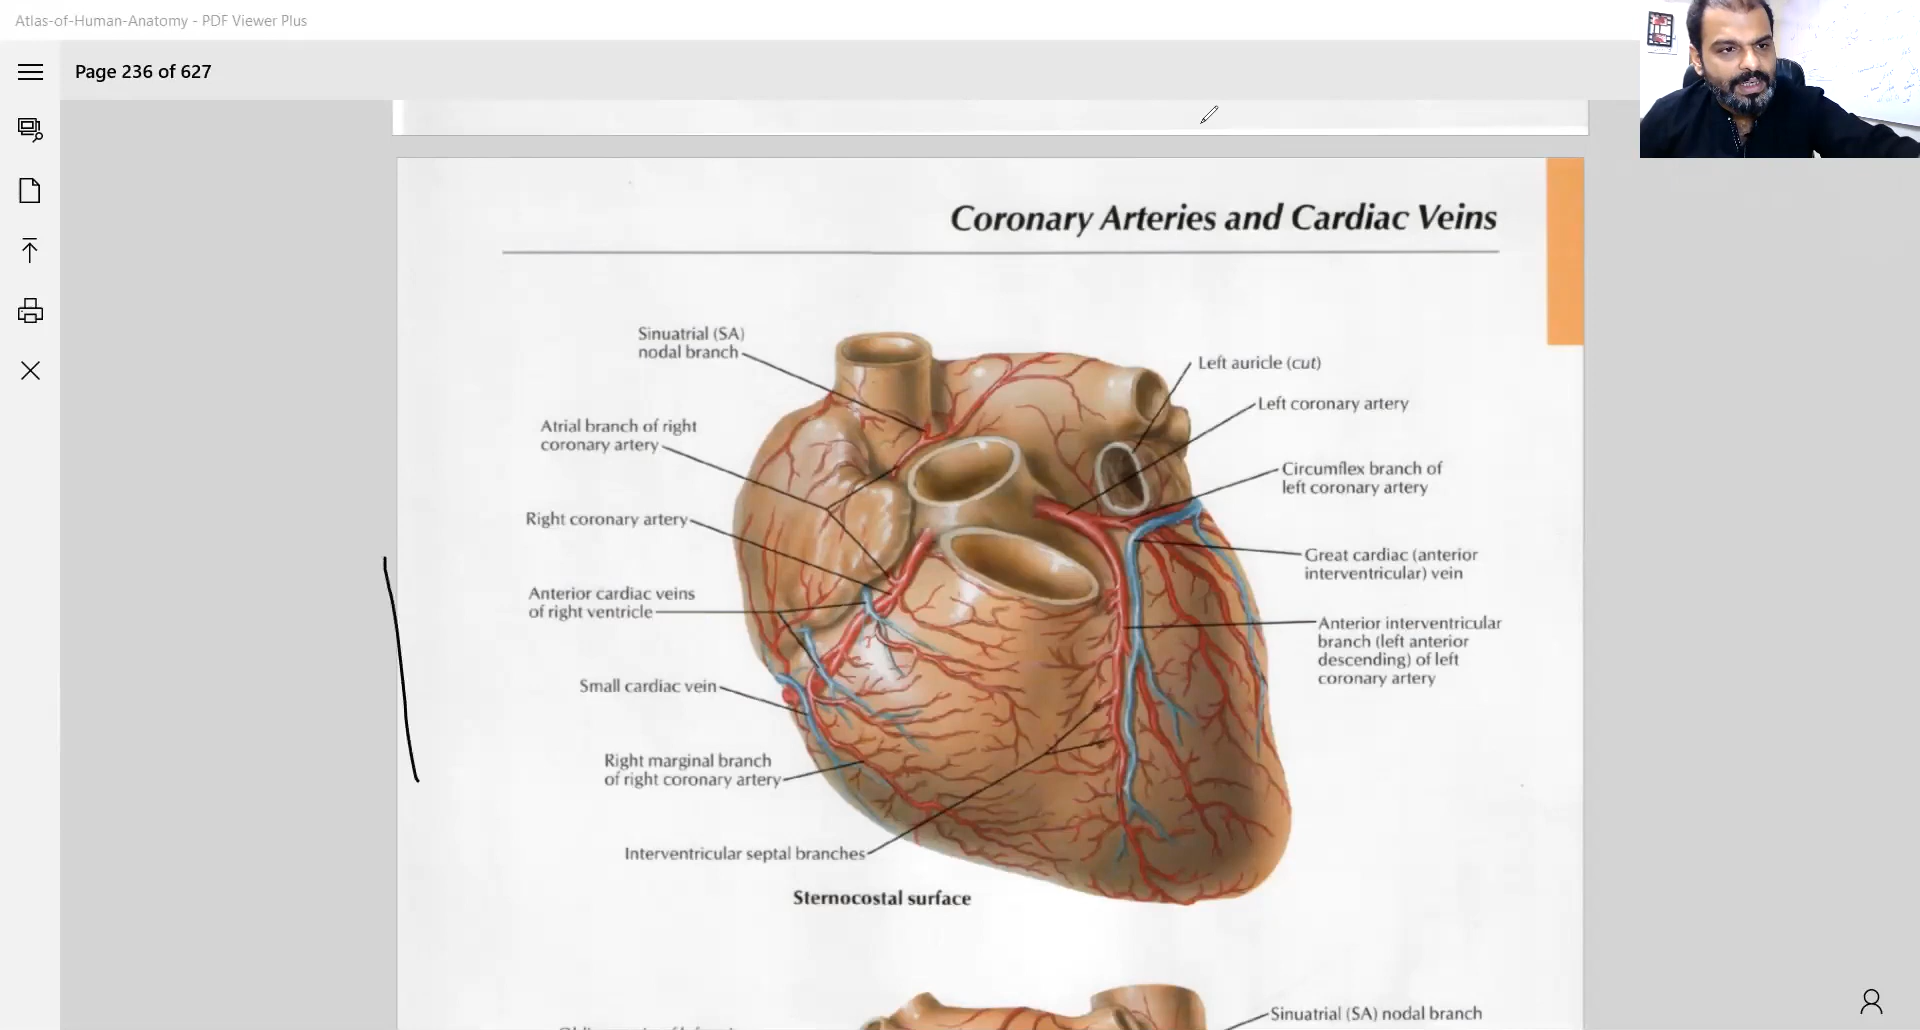 Atlas-of-Human-Anatomy - PDF Viewer Plus
Page 236 of 627
Coronary Arteries and Cardiac Veins
Sinuatrial (SA)
nodal branch
Atrial branch of right
coronary artery
Right coronary artery
Anterior cardiac veins
of right ventricle
Small cardiac vein
Right marginal branch
of right coronary artery
Interventricular septal branches
Left auricle (cut)
Left coronary artery
Circumflex branch of
left coronary artery
Great cardiac (anterior
interventricular) vein
Anterior interventricular
branch (left anterior
descending) of left
coronary artery
Sternocostal surface
Sinuatrial (SA) nodal branch